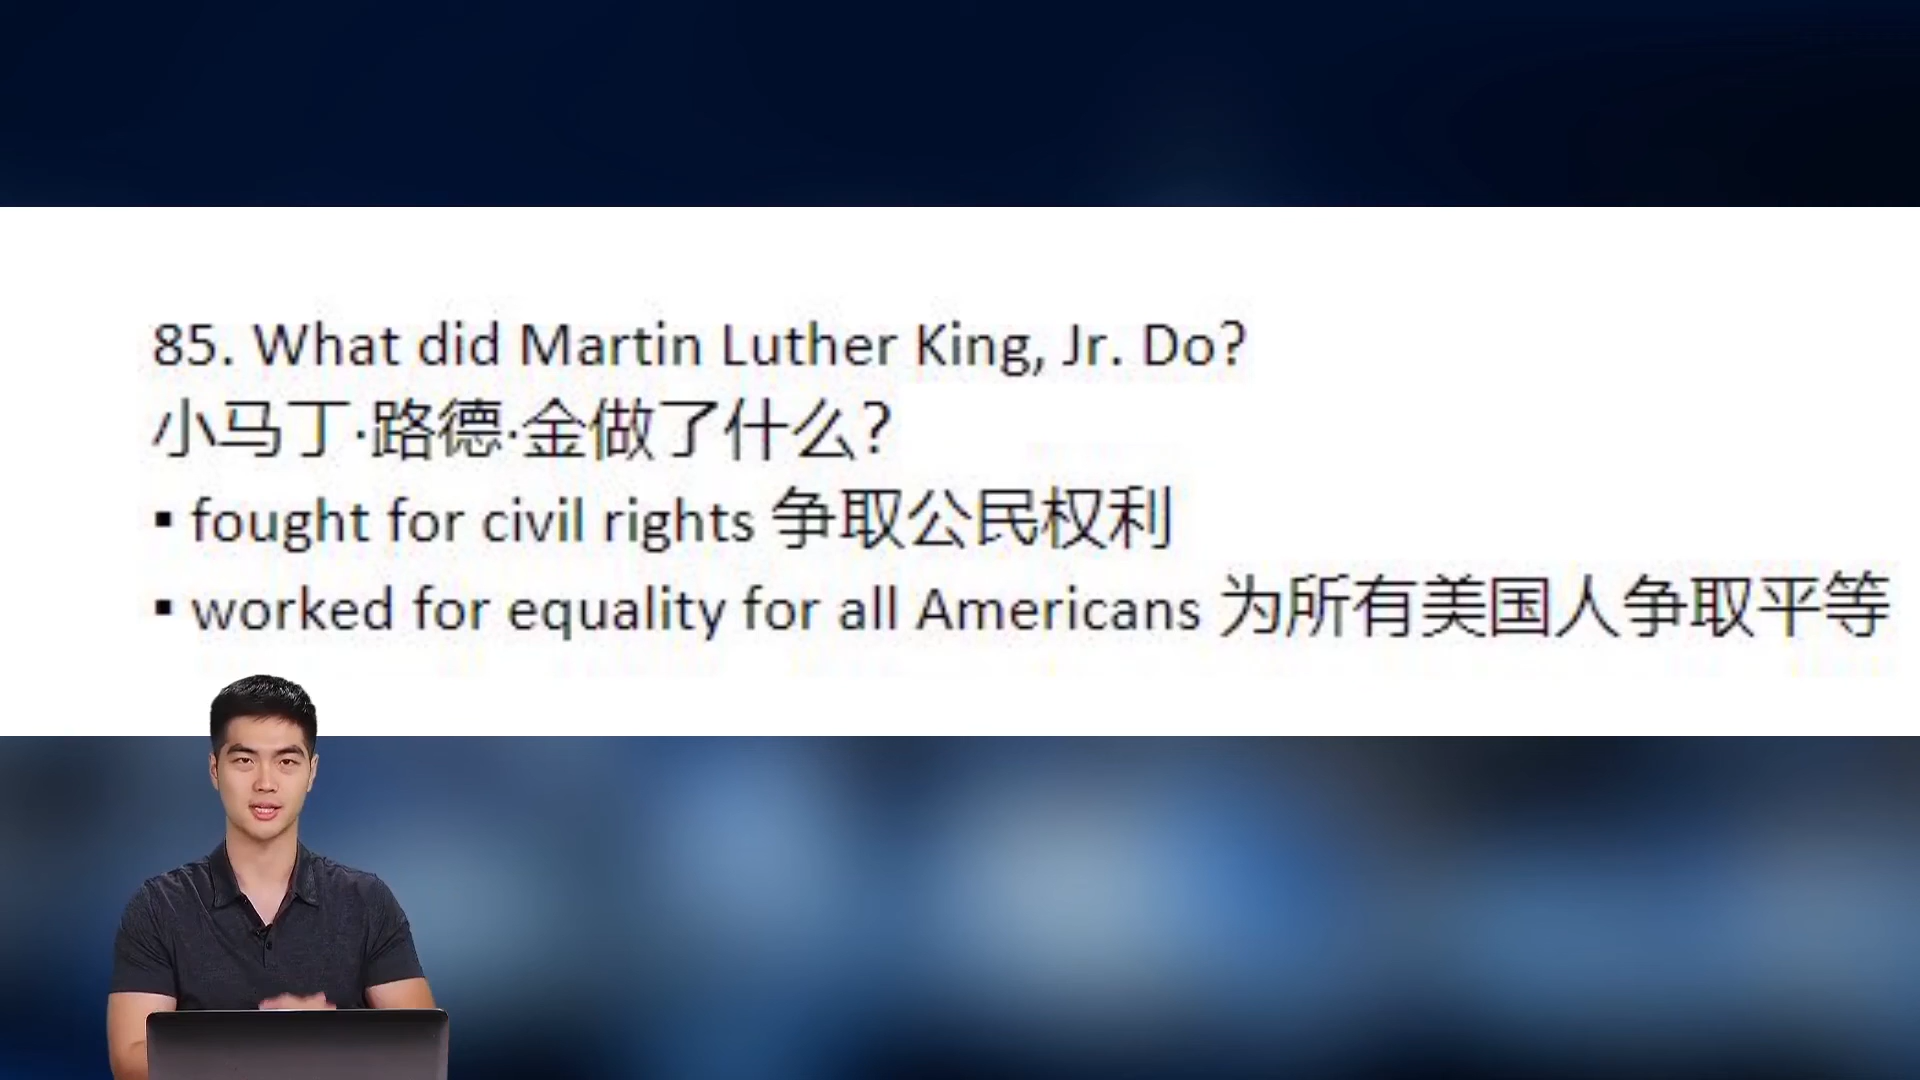 85. What did Martin Luther King, Jr. Do?
小马丁·路德·金做了什么?
▪ fought for civil rights 争取公民权利
▪ worked for equality for all Americans 为所有美国人争取平等